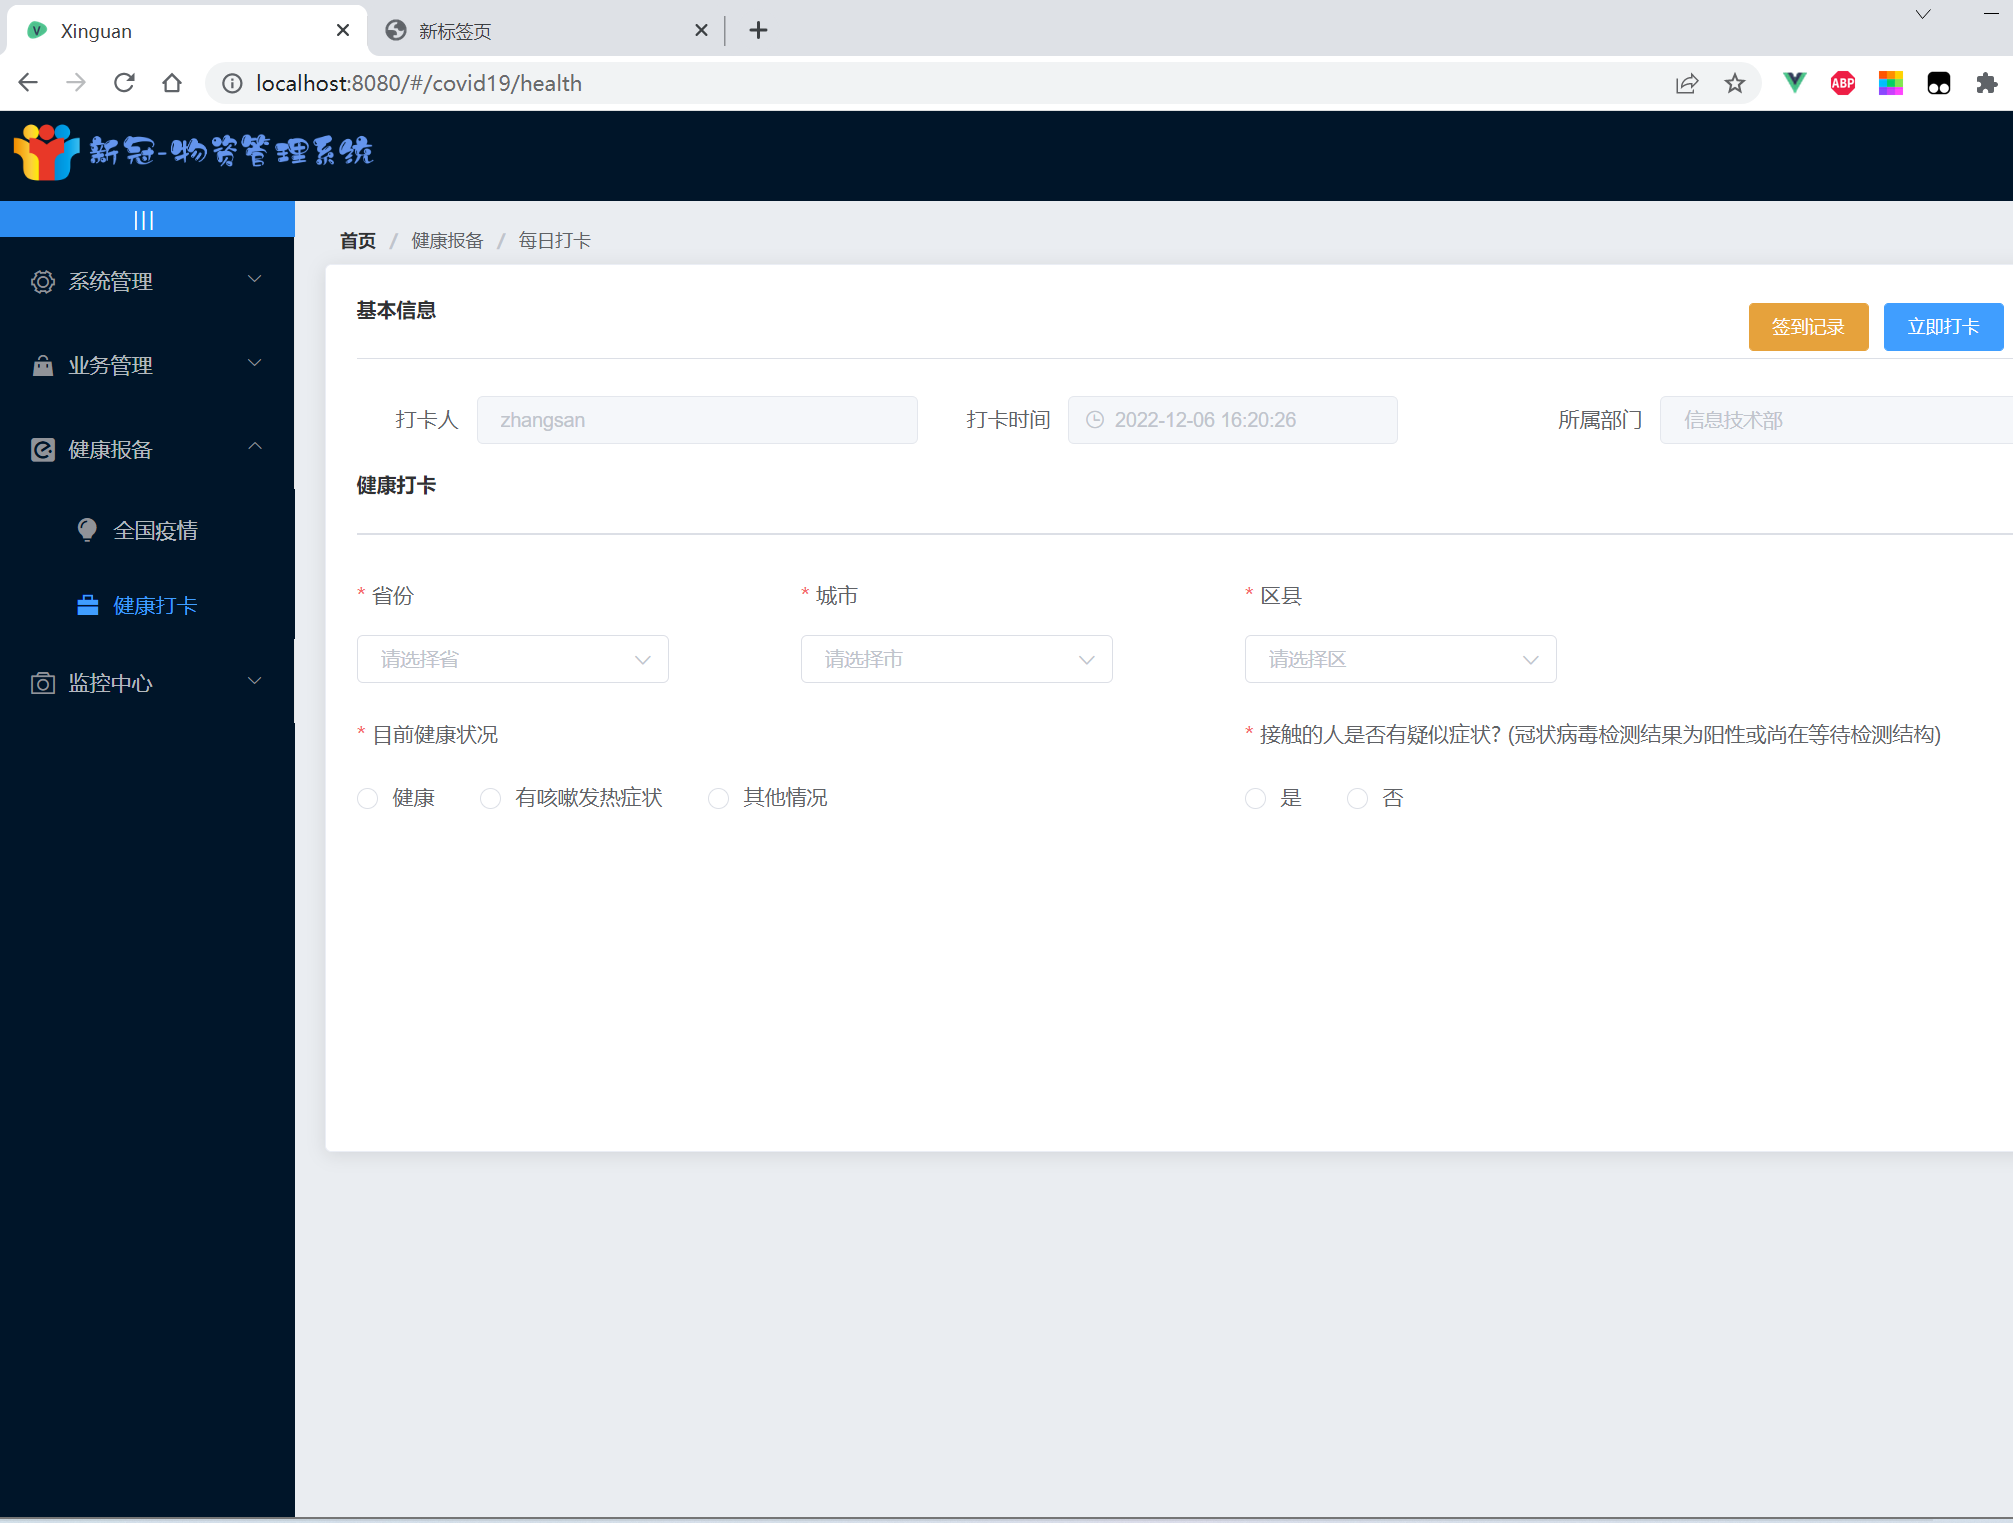 Xinguan
新标签页
localhost:8080/#/covid19/health
ABP
新冠-物资管理系统
|||
首页 / 健康报备 / 每日打卡
系统管理
业务管理
健康报备
全国疫情
健康打卡
监控中心
基本信息
签到记录 立即打卡
打卡人 zhangsan 打卡时间 2022-12-06 16:20:26 所属部门 信息技术部
健康打卡
* 省份 * 城市 * 区县
请选择省 请选择市 请选择区
* 目前健康状况 * 接触的人是否有疑似症状? (冠状病毒检测结果为阳性或尚在等待检测结构)
健康 有咳嗽发热症状 其他情况 是 否